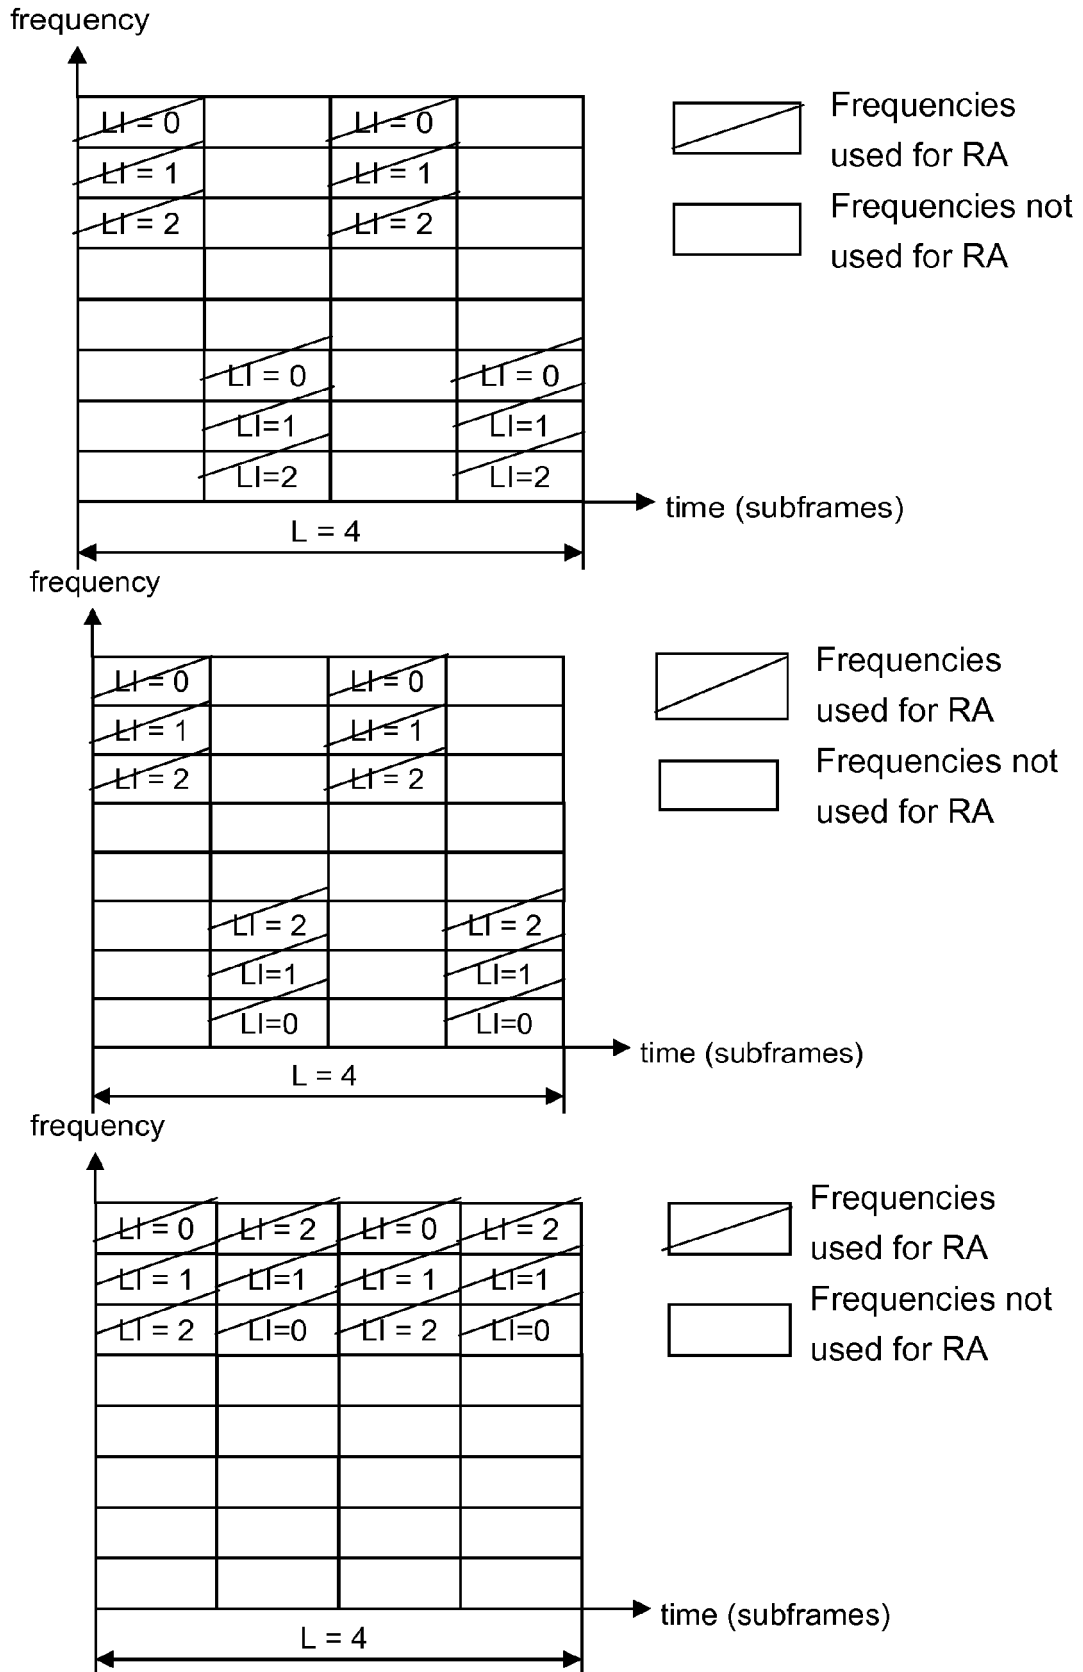 frequency
LI = 0 LI = 0
LI = 1 LI = 1
LI = 2 LI = 2
LI = 0 LI = 0
LI=1 LI=1
LI=2 LI=2
time (subframes)
L = 4
Frequencies
used for RA
Frequencies not
used for RA
frequency
LI = 0 LI = 0
LI = 1 LI = 1
LI = 2 LI = 2
LI = 2 LI = 2
LI=1 LI=1
LI=0 LI=0
time (subframes)
L = 4
Frequencies
used for RA
Frequencies not
used for RA
frequency
LI = 0 LI = 2 LI = 0 LI = 2
LI = 1 LI=1 LI = 1 LI=1
LI = 2 LI=0 LI = 2 LI=0
time (subframes)
L = 4
Frequencies
used for RA
Frequencies not
used for RA